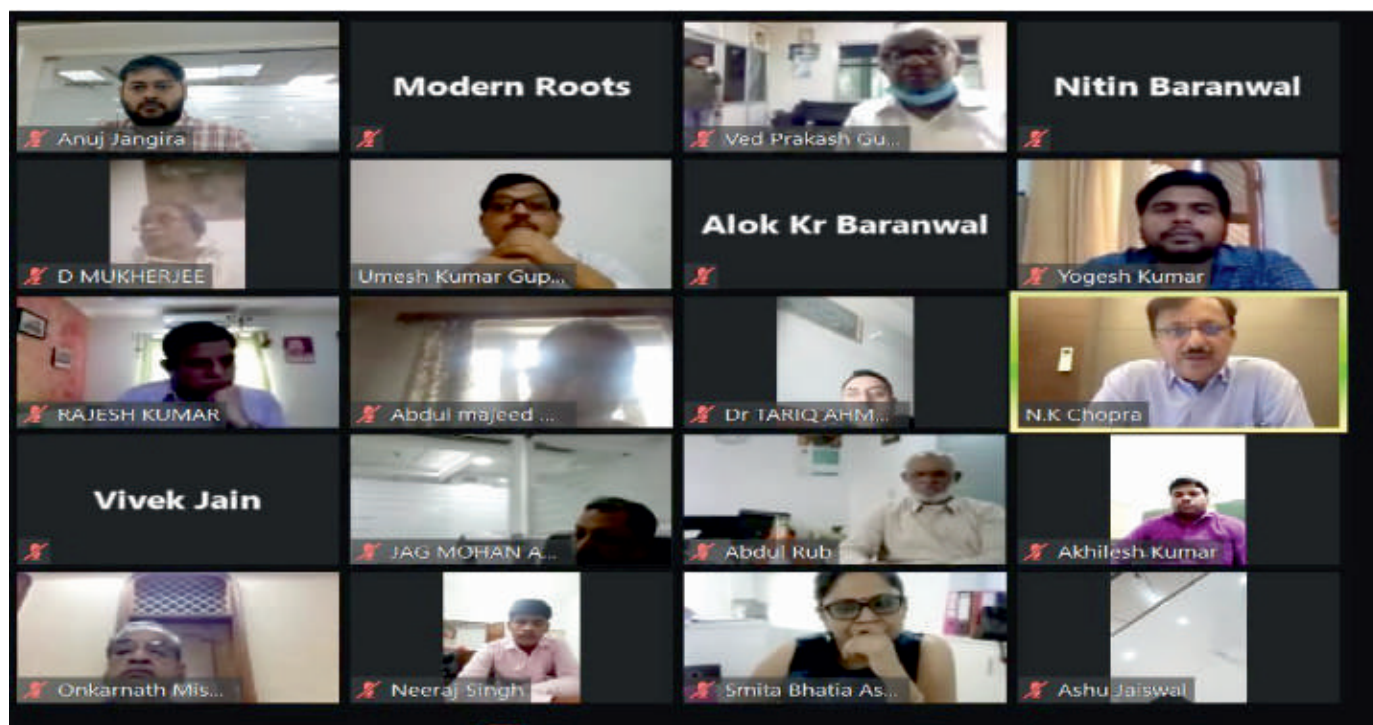 Anuj Jangira
Modern Roots
Ved Prakash Gu...
Nitin Baranwal
D MUKHERJEE
Umesh Kumar Gup...
Alok Kr Baranwal
Yogesh Kumar
RAJESH KUMAR
Abdul majeed ...
Dr TARIQ AHM...
N.K Chopra
Vivek Jain
JAG MOHAN A...
Abdul Rub
Akhilesh Kumar
Onkarnath Mis...
Neeraj Singh
Smita Bhatia As...
Ashu Jaiswal